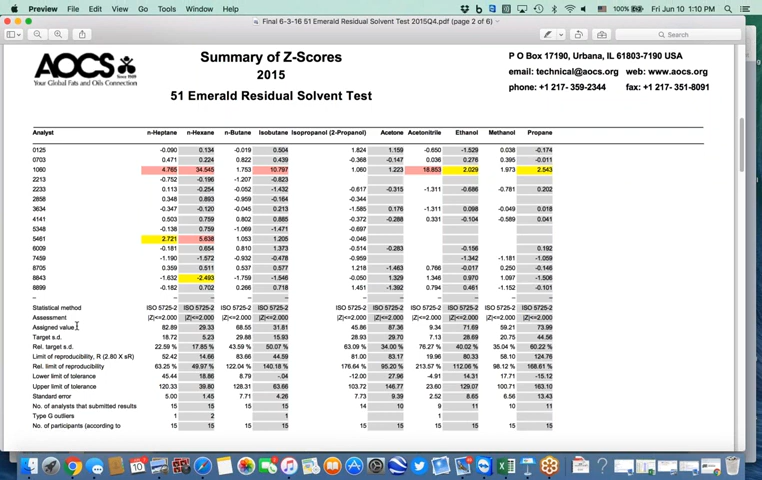 Preview File Edit View Go Tools Window Help 100% Fri Jun 10 1:10 PM
Final 6-3-16 51 Emerald Residual Solvent Test 2015Q4.pdf (page 2 of 6)
Search
AOCS
Your Global Fats and Oils Connection
Summary of Z-Scores
2015
51 Emerald Residual Solvent Test
P O Box 17190, Urbana, IL 61803-7190 USA
email: technical@aocs.org web: www.aocs.org
phone: +1 217- 359-2344 fax: +1 217- 351-8091
Analyst n-Heptane n-Hexane n-Butane Isobutane Isopropanol (2-Propanol) Acetone Acetonitrile Ethanol Methanol Propane
0125 -0.090 0.134 -0.019 0.504 1.824 1.159 -0.650 -1.529 0.038 -0.174
0703 0.471 0.224 0.822 0.439 -0.368 -0.147 0.036 0.276 0.395 -0.011
1060 4.765 34.545 1.753 10.797 1.060 1.223 18.853 2.029 1.973 2.543
2213 -0.752 -0.196 -1.207 -0.823
2233 0.113 -0.254 -0.052 -1.432 -0.617 -0.315 -1.311 -0.686 -0.781 0.202
2858 0.348 0.893 -0.959 -0.164 -0.344
3634 -0.347 -0.120 -0.045 0.213 -1.585 0.176 -1.311 0.098 -0.049 0.018
4141 0.503 0.759 0.802 0.885 -0.372 -0.288 0.331 -0.104 -0.589 0.041
5348 -0.138 0.759 -1.069 -1.471 -0.697
5461 2.721 5.638 1.053 1.205 -0.046
6009 -0.181 0.654 0.810 1.373 -0.514 -0.283 -0.156 0.192
7459 -1.190 -1.572 -0.932 -0.478 -0.959 -1.342 -1.181 -1.059
8705 0.359 0.511 0.537 0.577 1.218 -1.463 0.766 -0.017 0.250 -0.146
8843 -1.632 -2.493 -1.759 -1.546 -0.050 1.329 1.346 0.970 1.097 -1.506
8899 -0.182 0.702 0.266 0.718 1.451 -1.392 0.794 0.461 -1.152 -0.150
-- -- -- -- -- -- -- -- -- -- --
Statistical method ISO 5725-2 ISO 5725-2 ISO 5725-2 ISO 5725-2 ISO 5725-2 ISO 5725-2 ISO 5725-2 ISO 5725-2 ISO 5725-2 ISO 5725-2
Assessment |Z|<=2.000 |Z|<=2.000 |Z|<=2.000 |Z|<=2.000 |Z|<=2.000 |Z|<=2.000 |Z|<=2.000 |Z|<=2.000 |Z|<=2.000 |Z|<=2.000
Assigned value 82.89 29.33 68.55 31.81 45.86 87.36 9.34 71.69 59.21 73.99
Target s.d. 18.72 5.23 29.88 15.93 28.93 29.70 7.13 28.69 20.75 44.56
Rel. target s.d. 22.59 % 17.85 % 43.59 % 50.07 % 63.09 % 34.00 % 76.27 % 40.02 % 35.04 % 60.22 %
Limit of reproducibility, R (2.80 X sR) 52.42 14.66 83.66 44.59 81.00 83.17 19.96 80.33 58.10 124.76
Rel. limit of reproducibility 63.25 % 49.97 % 122.04 % 140.18 % 176.64 % 95.20 % 213.57 % 112.06 % 98.12 % 168.61 %
Lower limit of tolerance 45.44 18.86 8.79 -.04 -12.00 27.96 -4.91 14.31 17.71 -15.12
Upper limit of tolerance 120.33 39.80 128.31 63.66 103.72 146.77 23.60 129.07 100.71 163.10
Standard error 5.00 1.45 7.71 4.26 7.73 9.39 2.52 8.65 6.56 13.43
No. of analysts that submitted results 15 15 15 15 14 10 9 11 10 11
Type G outliers 1 2 1 1
No. of participants (according to 15 15 15 15 15 15 15 15 15 15